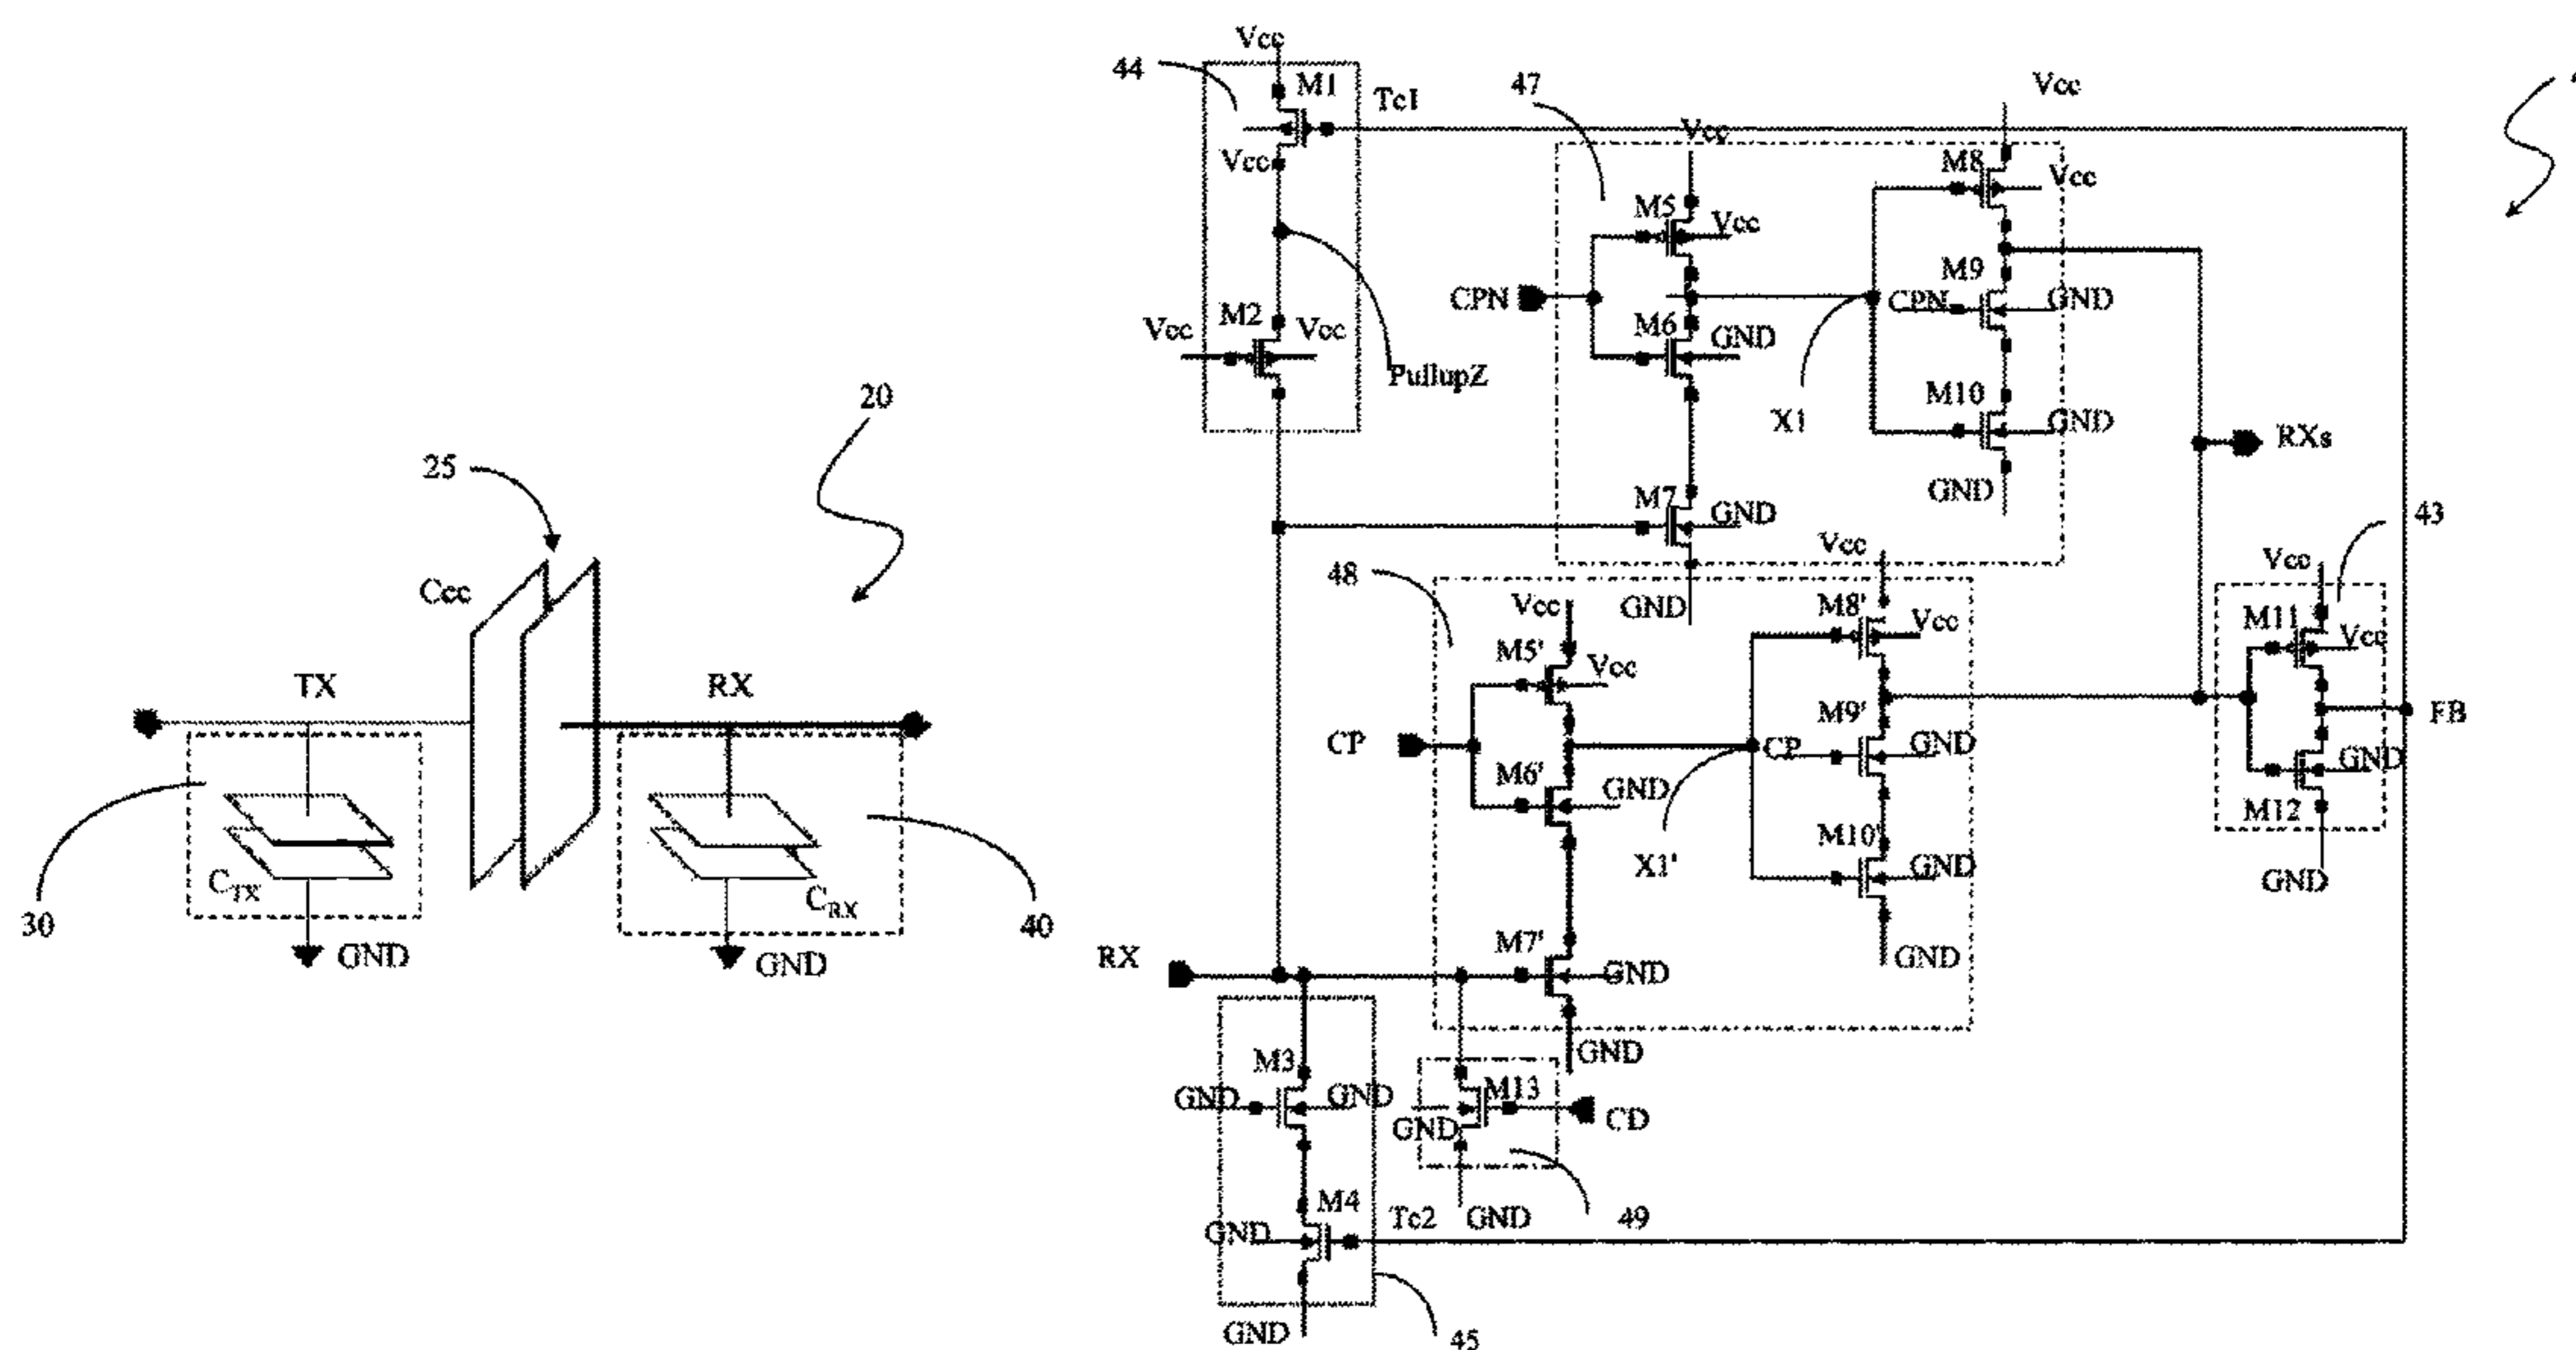 20
25
Ccc
TX
RX
C_TX
C_RX
30
40
GND
GND
Vcc
44
M1
Tc1
Vcc
M2
Vcc
Vcc
PullupZ
47
Vcc
M5
Vcc
CPN
M6
GND
M7
GND
GND
X1
Vcc
M8
Vcc
M9
CPN
GND
M10
GND
GND
RXs
43
Vcc
M11
Vcc
FB
GND
M12
GND
48
Vcc
M5'
Vcc
CP
M6'
GND
X1'
Vcc
M8'
Vcc
M9'
CP
GND
M10'
GND
GND
RX
M7'
GND
GND
M3
GND
GND
M13
GND
CD
GND
49
M4
Tc2
GND
GND
45